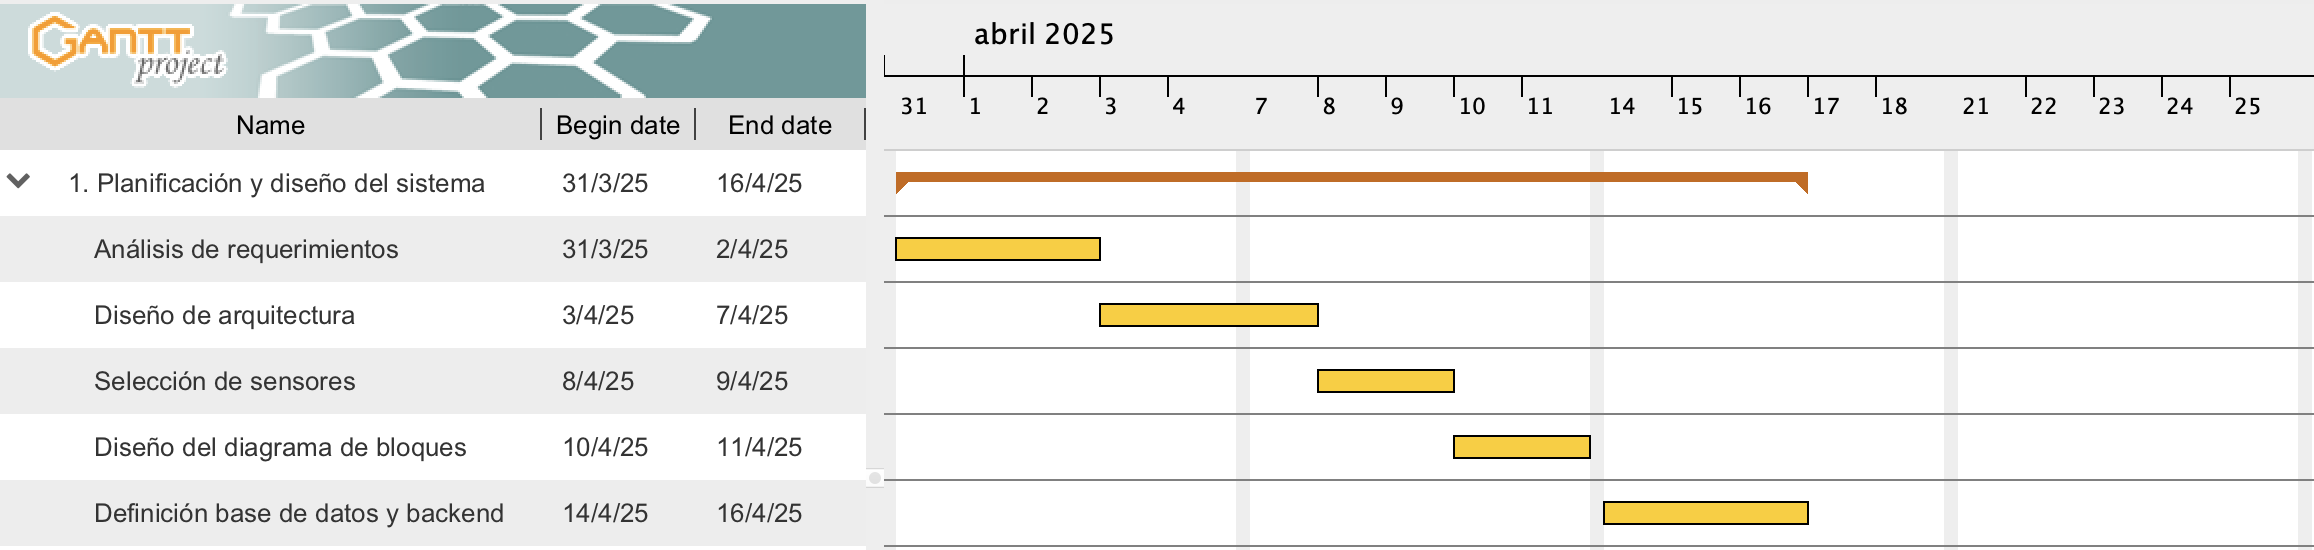 GANTT
project
abril 2025
31 1 2 3 4 7 8 9 10 11 14 15 16 17 18 21 22 23 24 25
Name Begin date End date
1. Planificación y diseño del sistema 31/3/25 16/4/25
Análisis de requerimientos 31/3/25 2/4/25
Diseño de arquitectura 3/4/25 7/4/25
Selección de sensores 8/4/25 9/4/25
Diseño del diagrama de bloques 10/4/25 11/4/25
Definición base de datos y backend 14/4/25 16/4/25